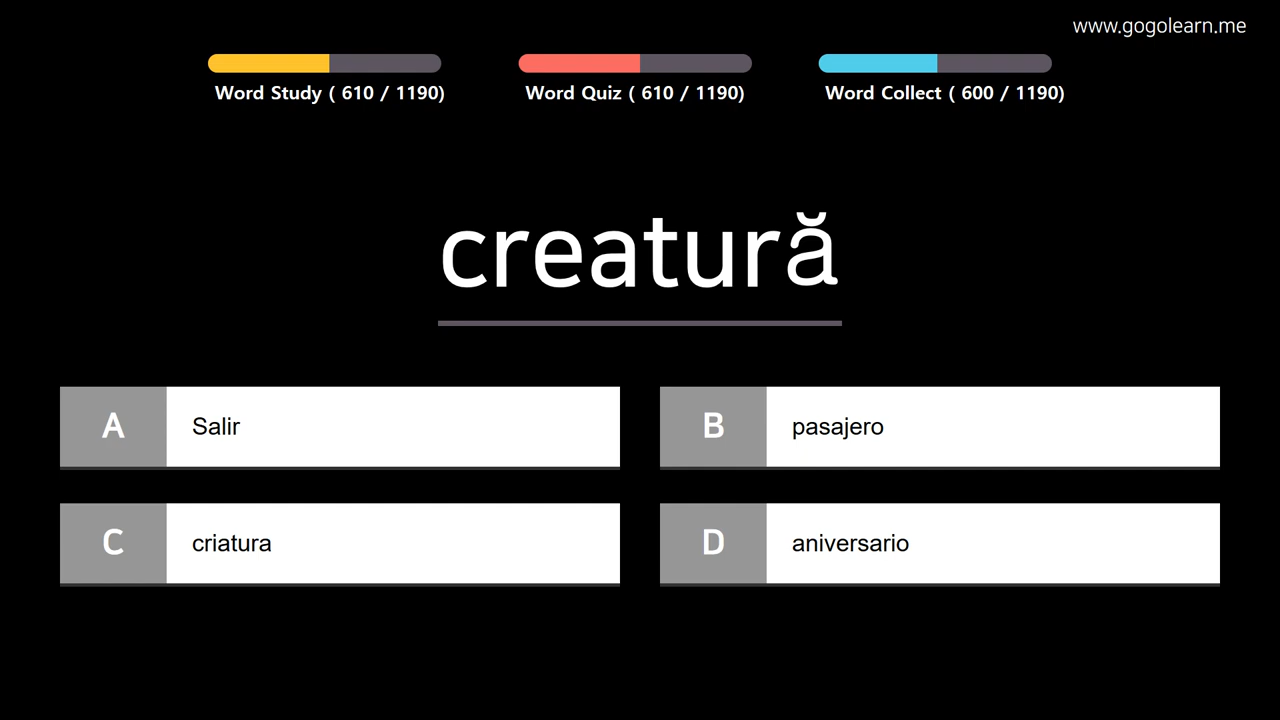 www.gogolearn.me
Word Study ( 610 / 1190)
Word Quiz ( 610 / 1190)
Word Collect ( 600 / 1190)
creatură
A Salir
B pasajero
C criatura
D aniversario